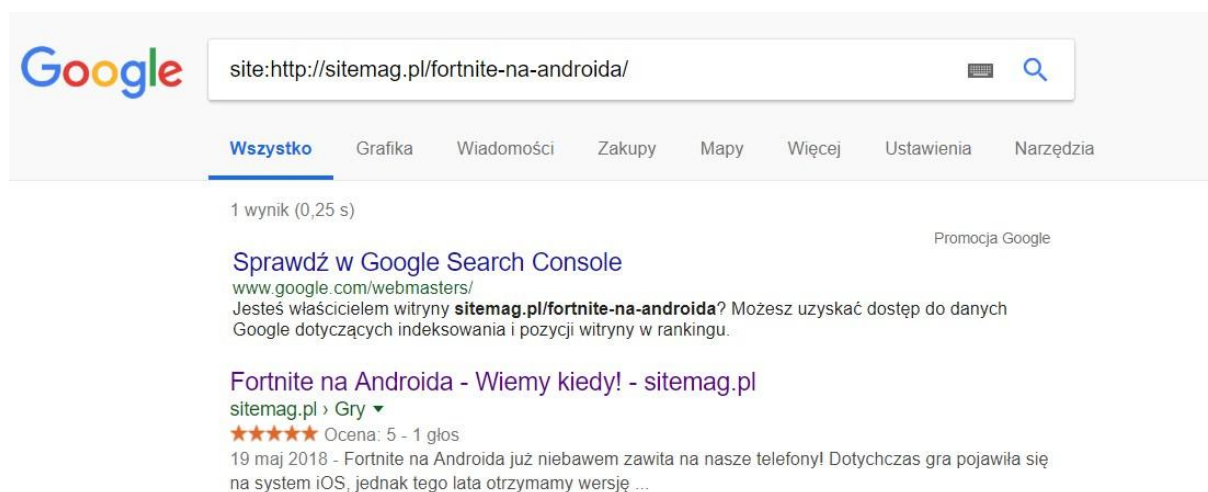 Google
site:http://sitemag.pl/fortnite-na-androida/
Wszystko Grafika Wiadomości Zakupy Mapy Więcej Ustawienia Narzędzia
1 wynik (0,25 s)
Promocja Google
Sprawdź w Google Search Console
www.google.com/webmasters/
Jesteś właścicielem witryny sitemag.pl/fortnite-na-androida? Możesz uzyskać dostęp do danych
Google dotyczących indeksowania i pozycji witryny w rankingu.
Fortnite na Androida - Wiemy kiedy! - sitemag.pl
sitemag.pl › Gry
Ocena: 5 - 1 głos
19 maj 2018 - Fortnite na Androida już niebawem zawita na nasze telefony! Dotychczas gra pojawiła się
na system iOS, jednak tego lata otrzymamy wersję ...